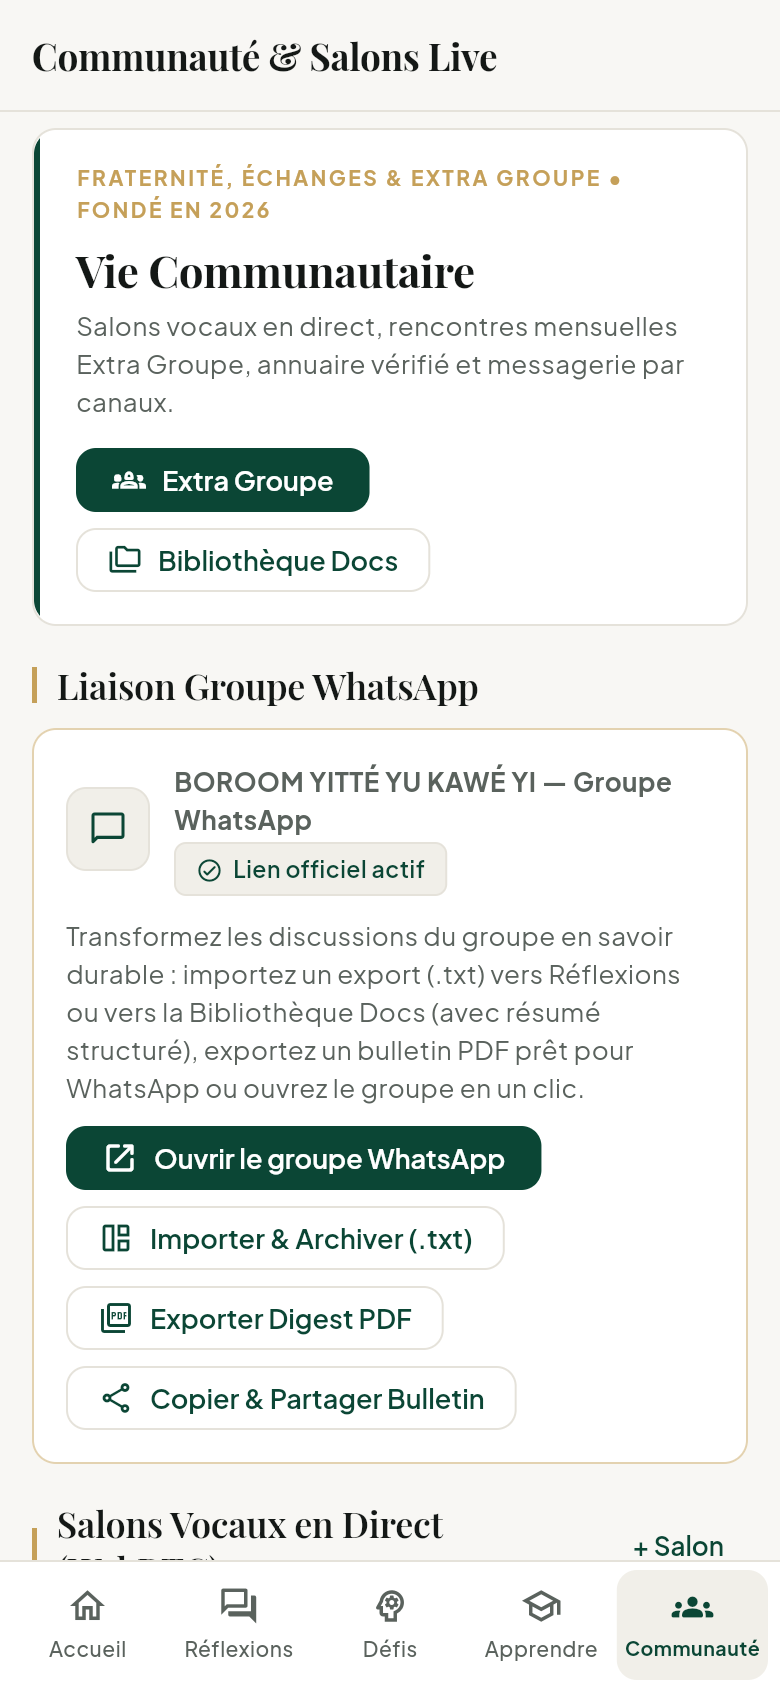 Communauté & Salons Live
FRATERNITÉ, ÉCHANGES & EXTRA GROUPE •
FONDÉ EN 2026
Vie Communautaire
Salons vocaux en direct, rencontres mensuelles
Extra Groupe, annuaire vérifié et messagerie par
canaux.
Extra Groupe
Bibliothèque Docs
Liaison Groupe WhatsApp
BOROOM YITTÉ YU KAWÉ YI — Groupe
WhatsApp
Lien officiel actif
Transformez les discussions du groupe en savoir
durable : importez un export (.txt) vers Réflexions
ou vers la Bibliothèque Docs (avec résumé
structuré), exportez un bulletin PDF prêt pour
WhatsApp ou ouvrez le groupe en un clic.
Ouvrir le groupe WhatsApp
Importer & Archiver (.txt)
PDF
Exporter Digest PDF
Copier & Partager Bulletin
Salons Vocaux en Direct
+ Salon
Accueil
Réflexions
Défis
Apprendre
Communauté